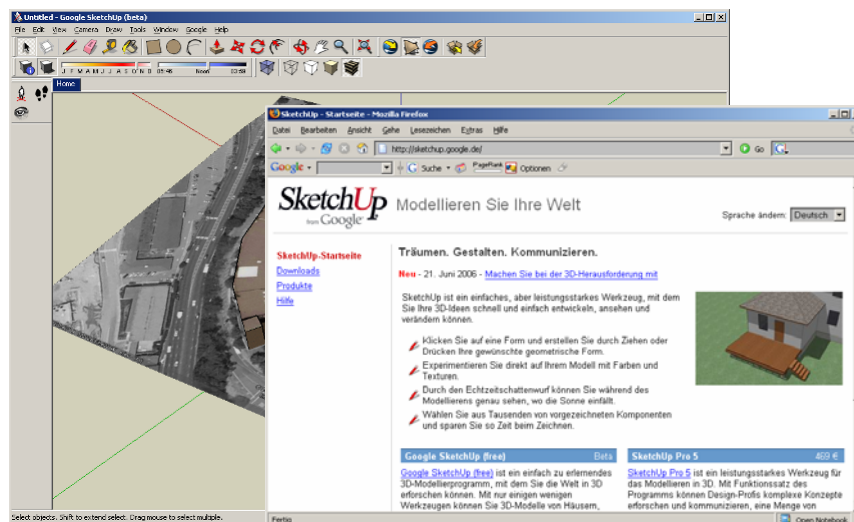 Untitled - Google SketchUp (beta)
File Edit View Camera Draw Tools Window Google Help
J F M A M J J A S O N D 05:46 Noon
Home
SketchUp - Startseite - Mozilla Firefox
Datei Bearbeiten Ansicht Gehe Lesezeichen Extras Hilfe
http://sketchup.google.de/ Go G
Google Suche PageRank Optionen
SketchUp
from Google
Modellieren Sie Ihre Welt
Sprache ändern: Deutsch
SketchUp-Startseite
Downloads
Produkte
Hilfe
Träumen. Gestalten. Kommunizieren.
Neu - 21. Juni 2006 - Machen Sie bei der 3D-Herausforderung mit
SketchUp ist ein einfaches, aber leistungsstarkes Werkzeug, mit dem
Sie Ihre 3D-Ideen schnell und einfach entwickeln, ansehen und
verändern können.
Klicken Sie auf eine Form und erstellen Sie durch Ziehen oder
Drücken Ihre gewünschte geometrische Form.
Experimentieren Sie direkt auf Ihrem Modell mit Farben und
Texturen.
Durch den Echtzeitschattenwurf können Sie während des
Modellierens genau sehen, wo die Sonne einfällt.
Wählen Sie aus Tausenden von vorgezeichneten Komponenten
und sparen Sie so Zeit beim Zeichnen.
Google SketchUp (free) Beta
Google SketchUp (free) ist ein einfach zu erlernendes
3D-Modellierprogramm, mit dem Sie die Welt in 3D
erforschen können. Mit nur einigen wenigen
Werkzeugen können Sie 3D-Modelle von Häusern,
SketchUp Pro 5 469 €
SketchUp Pro 5 ist ein leistungsstarkes Werkzeug für
das Modellieren in 3D. Mit Funktionssatz des
Programms können Design-Profis komplexe Konzepte
erforschen und kommunizieren, eine Menge von
Fertig
Open Notebook
Select objects. Shift to extend select. Drag mouse to select multiple.